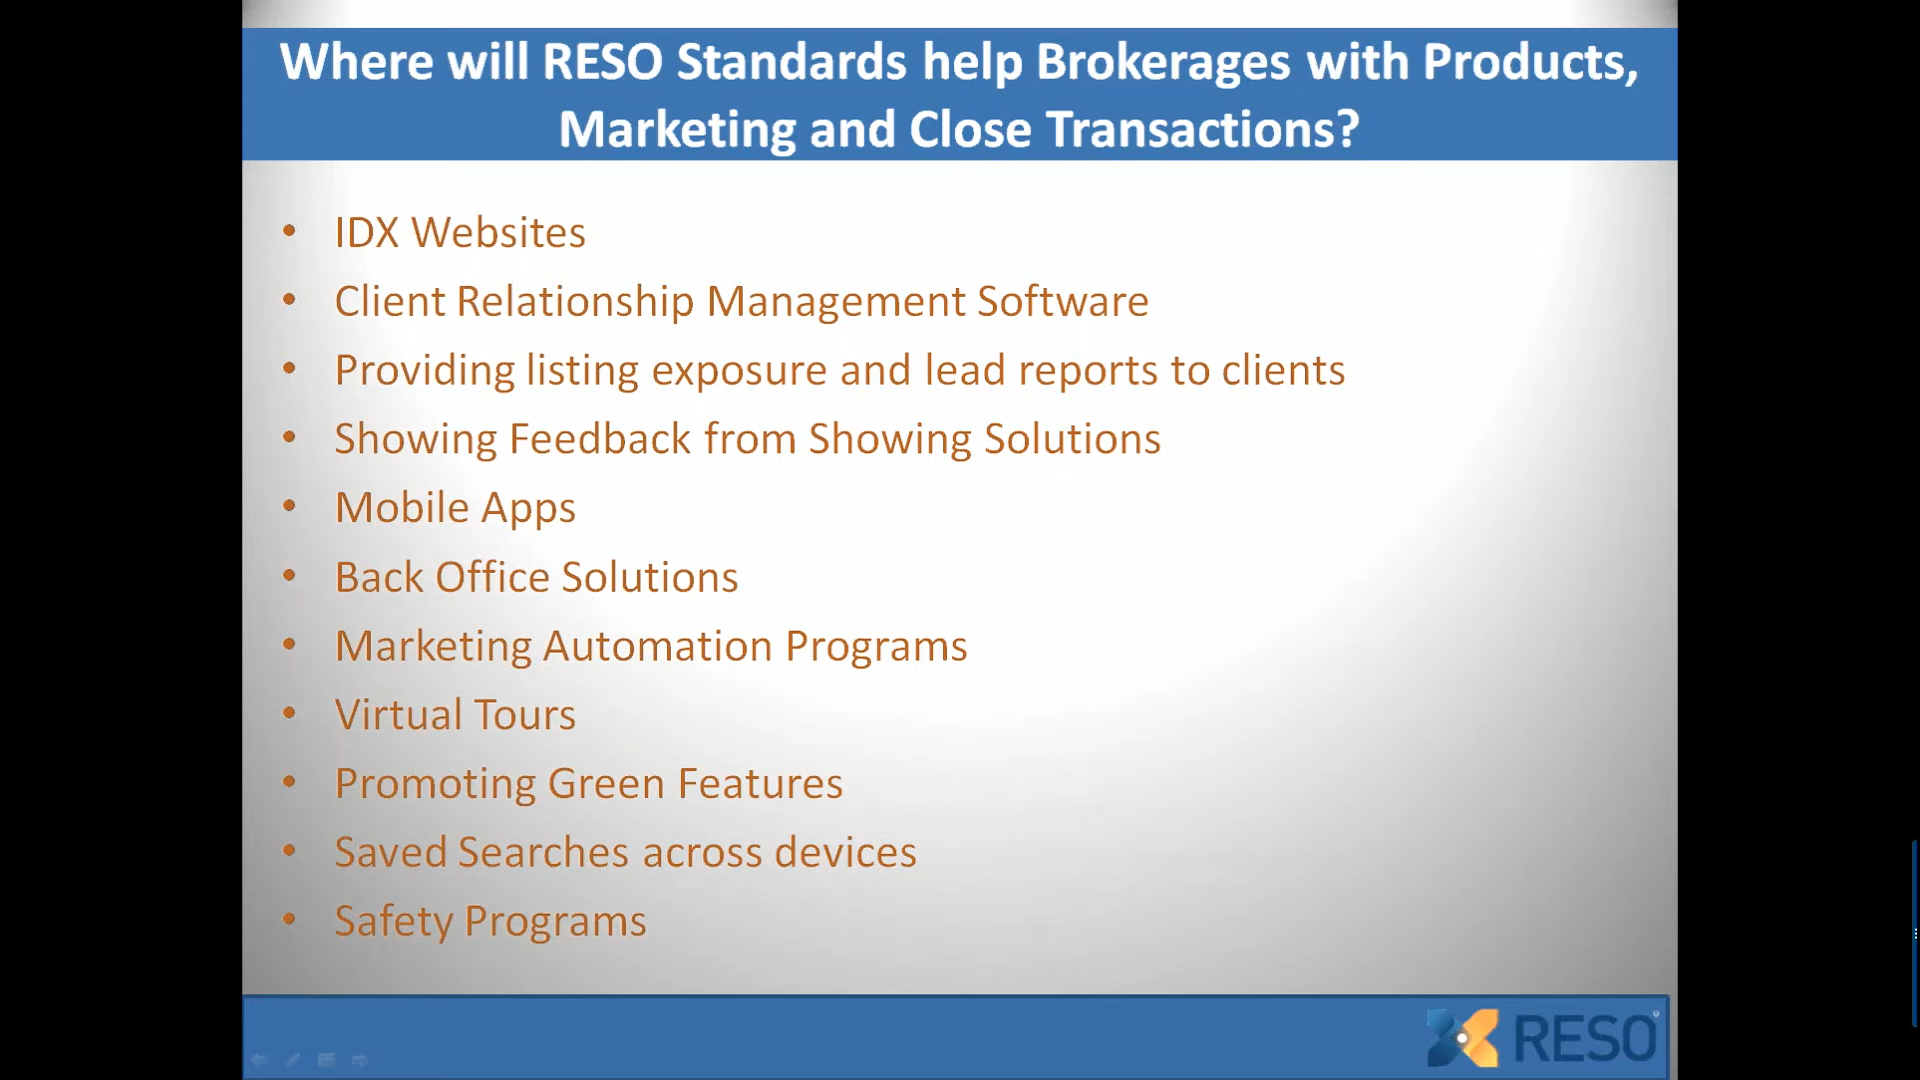 Where will RESO Standards help Brokerages with Products,
Marketing and Close Transactions?
• IDX Websites
• Client Relationship Management Software
• Providing listing exposure and lead reports to clients
• Showing Feedback from Showing Solutions
• Mobile Apps
• Back Office Solutions
• Marketing Automation Programs
• Virtual Tours
• Promoting Green Features
• Saved Searches across devices
• Safety Programs
RESO